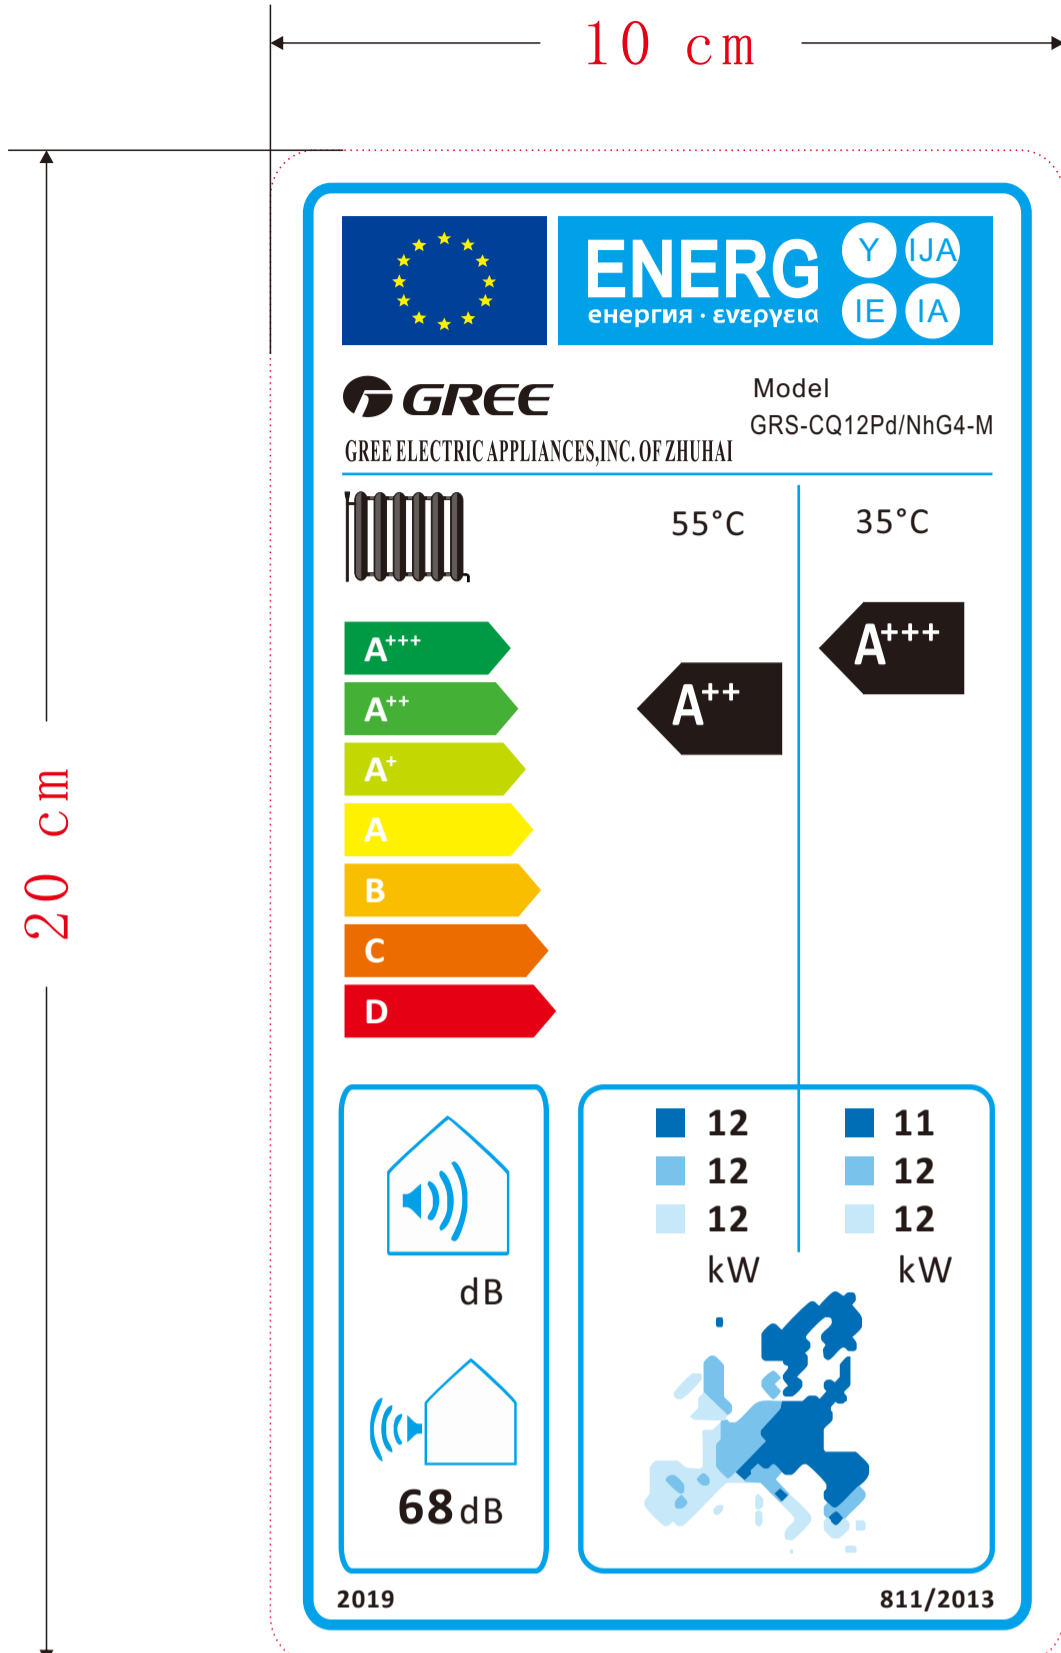 10 cm
20 cm
ENERG
енергия · ενεργεια
Y IJA
IE IA
GREE
GREE ELECTRIC APPLIANCES,INC. OF ZHUHAI
Model
GRS-CQ12Pd/NhG4-M
55°C 35°C
A+++
A++
A+
A
B
C
D
A++
A+++
dB
68 dB
12 11
12 12
12 12
kW kW
2019 811/2013